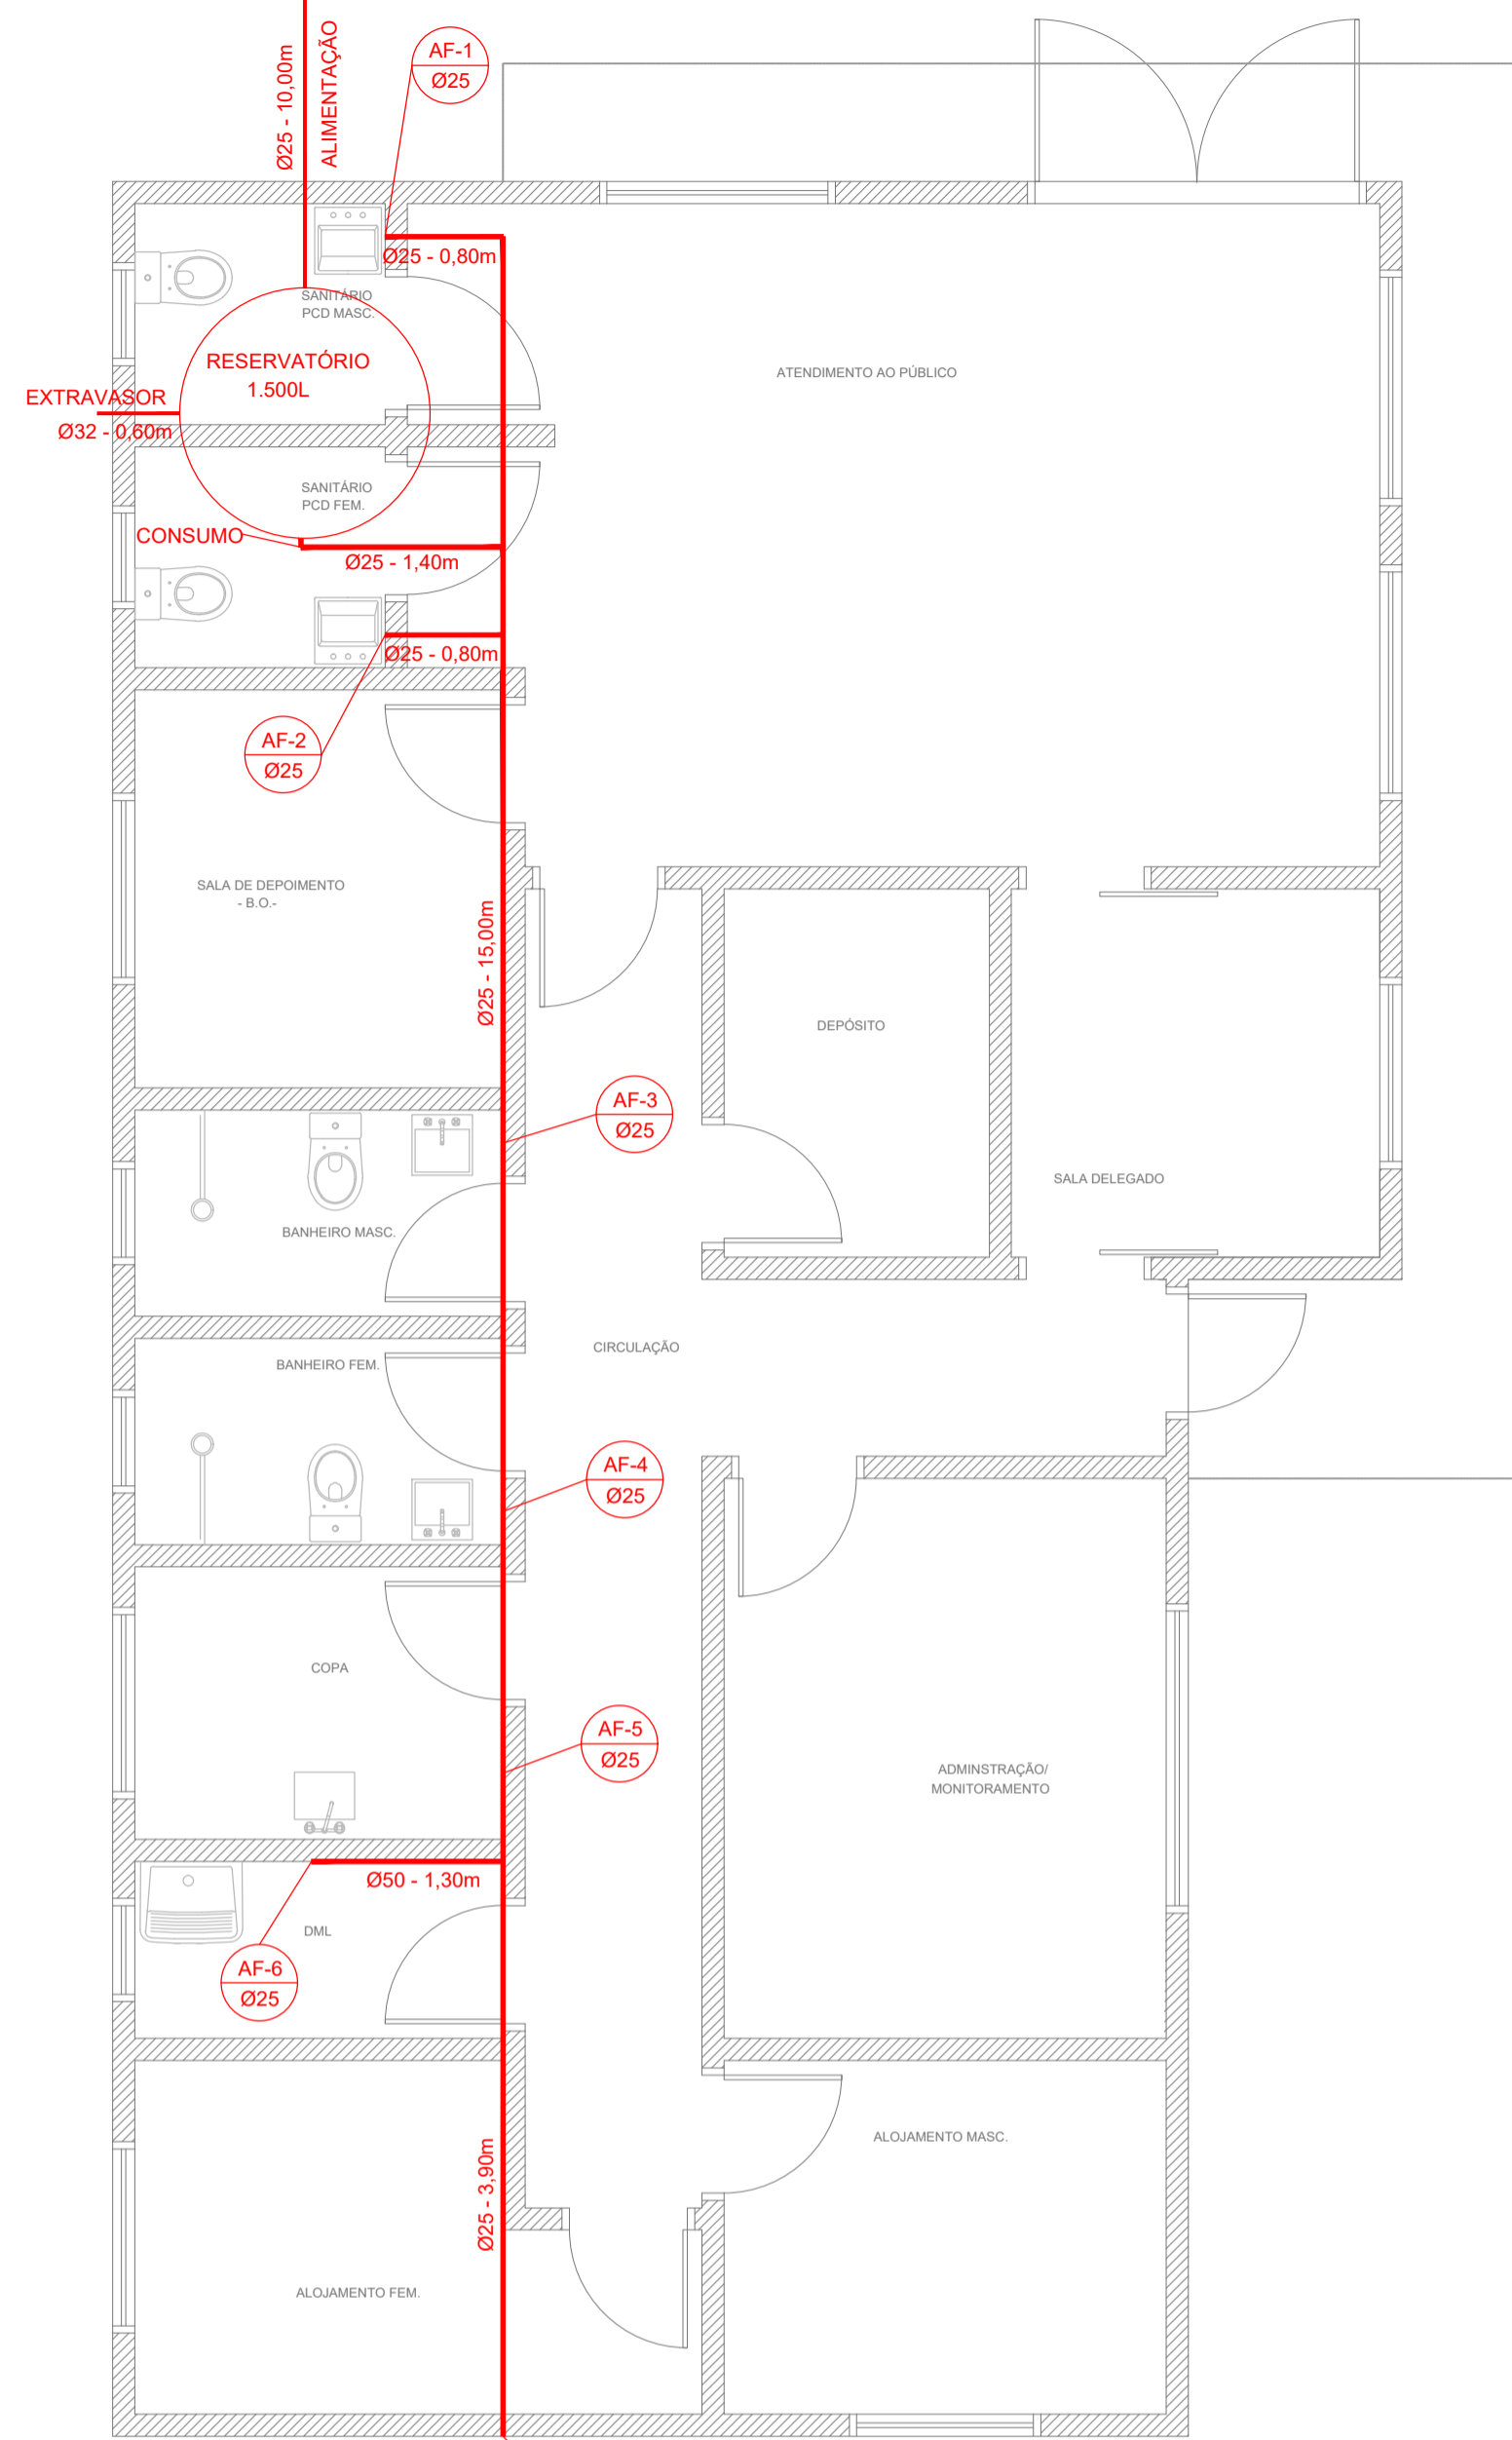 Ø25 - 10,00m
ALIMENTAÇÃO
AF-1
Ø25
Ø25 - 0,80m
SANITÁRIO
PCD MASC.
RESERVATÓRIO
1.500L
EXTRAVASOR
Ø32 - 0,60m
ATENDIMENTO AO PÚBLICO
SANITÁRIO
PCD FEM.
CONSUMO
Ø25 - 1,40m
Ø25 - 0,80m
AF-2
Ø25
SALA DE DEPOIMENTO
- B.O.-
Ø25 - 15,00m
DEPÓSITO
AF-3
Ø25
SALA DELEGADO
BANHEIRO MASC.
CIRCULAÇÃO
BANHEIRO FEM.
AF-4
Ø25
COPA
AF-5
Ø25
ADMINSTRAÇÃO/
MONITORAMENTO
Ø50 - 1,30m
DML
AF-6
Ø25
Ø25 - 3,90m
ALOJAMENTO MASC.
ALOJAMENTO FEM.